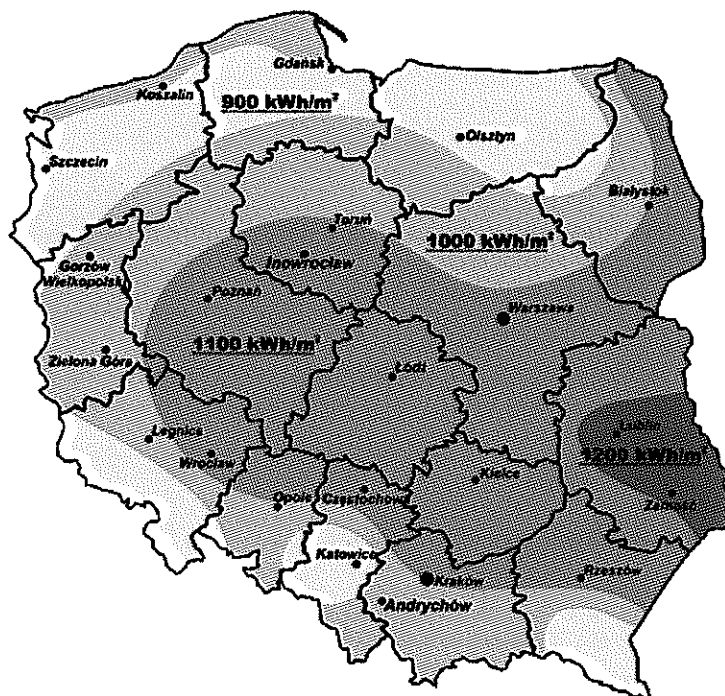 Gdańsk
Koszalin
900 kWh/m²
Olsztyn
Szczecin
Białystok
Toruń
1000 kWh/m²
Inowrocław
Gorzów
Wielkopolski
Poznań
Warszawa
1100 kWh/m²
Zielona Góra
Łódź
Lublin
Legnica
1200 kWh/m²
Wrocław
Kielce
Opole
Częstochowa
Zamość
Katowice
Kraków
Rzeszów
Andrychów